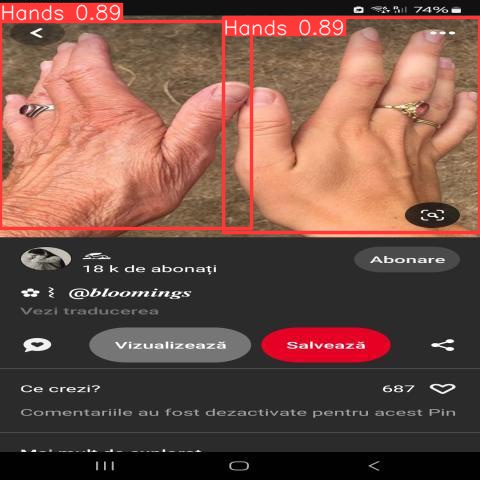 Hands 0.89
Hands 0.89
74%
18 k de abonați
Abonare
@bloomings
Vezi traducerea
Vizualizează
Salvează
Ce crezi?
687
Comentariile au fost dezactivate pentru acest Pin